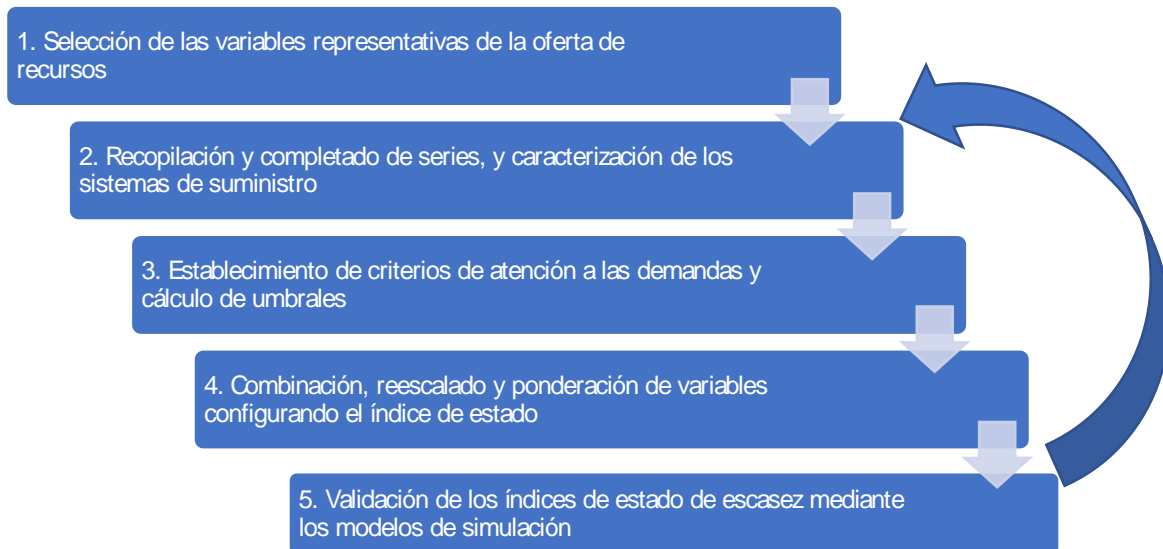 1. Selección de las variables representativas de la oferta de
recursos
2. Recopilación y completado de series, y caracterización de los
sistemas de suministro
3. Establecimiento de criterios de atención a las demandas y
cálculo de umbrales
4. Combinación, reescalado y ponderación de variables
configurando el índice de estado
5. Validación de los índices de estado de escasez mediante
los modelos de simulación